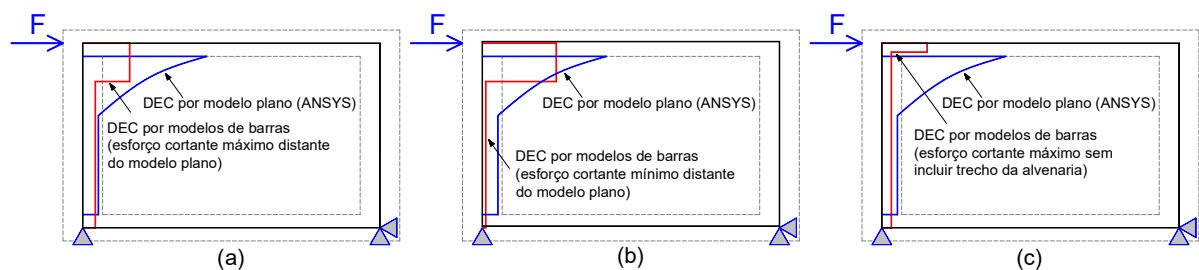 F
DEC por modelo plano (ANSYS)
DEC por modelos de barras
(esforço cortante máximo distante
do modelo plano)
(a)
F
DEC por modelo plano (ANSYS)
DEC por modelos de barras
(esforço cortante mínimo distante
do modelo plano)
(b)
F
DEC por modelo plano (ANSYS)
DEC por modelos de barras
(esforço cortante máximo sem
incluir trecho da alvenaria)
(c)